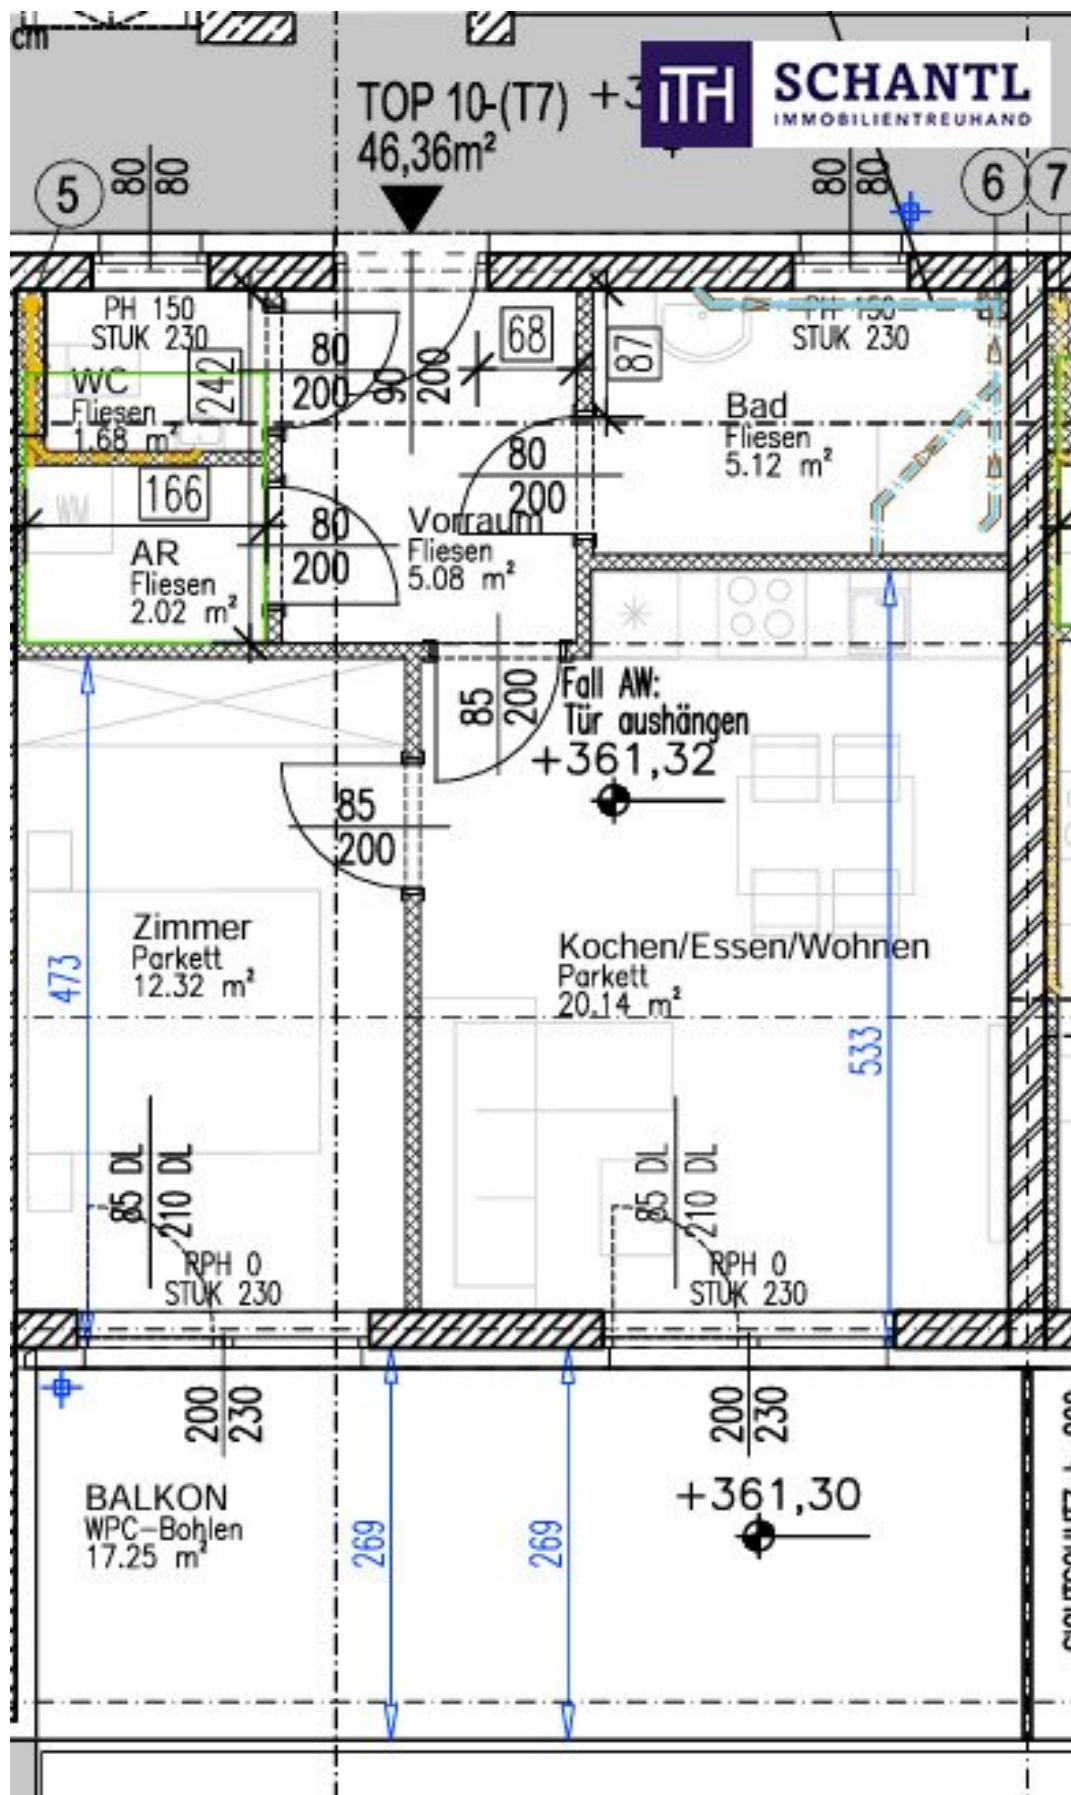 cm
TOP 10-(T7)
46,36m²
+3
ITH
SCHANTL
IMMOBILIENTREUHAND
5
80
80
80
80
6
7
PH 150
STUK 230
WC
Fliesen
1.68 m²
242
80
200
90
200
68
87
PH 150
STUK 230
Bad
Fliesen
5.12 m²
80
200
WM
166
AR
Fliesen
2.02 m²
80
200
Vorraum
Fliesen
5.08 m²
85
200
Fall AW:
Tür aushängen
+361,32
85
200
Zimmer
Parkett
12.32 m²
473
Kochen/Essen/Wohnen
Parkett
20.14 m²
533
85 DL
210 DL
RPH 0
STUK 230
85 DL
210 DL
RPH 0
STUK 230
200
230
200
230
BALKON
WPC-Bohlen
17.25 m²
269
269
+361,30